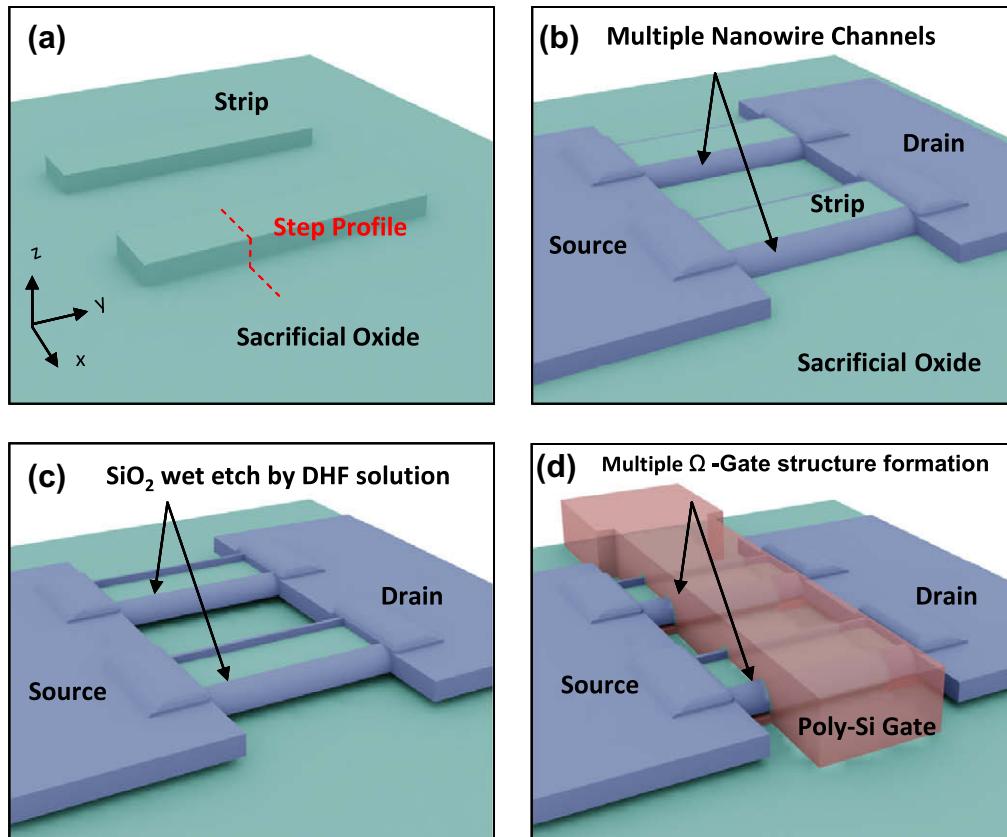 (a)
Strip
Step Profile
z
y
x
Sacrificial Oxide
(b)
Multiple Nanowire Channels
Drain
Strip
Source
Sacrificial Oxide
(c)
SiO₂ wet etch by DHF solution
Drain
Source
(d)
Multiple Ω -Gate structure formation
Drain
Source
Poly-Si Gate